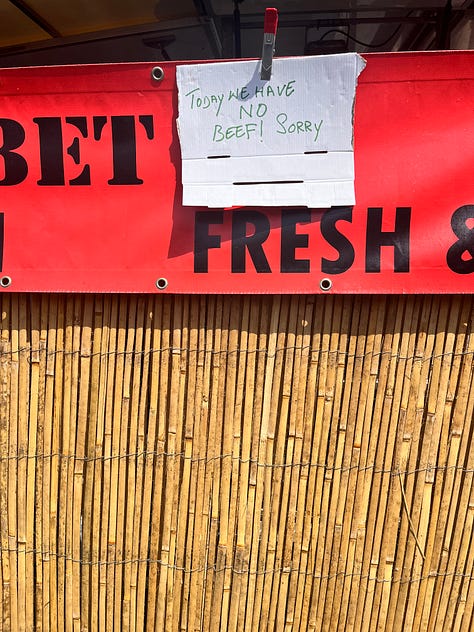 BET
TODAY WE HAVE
NO
BEEF! SORRY
FRESH &